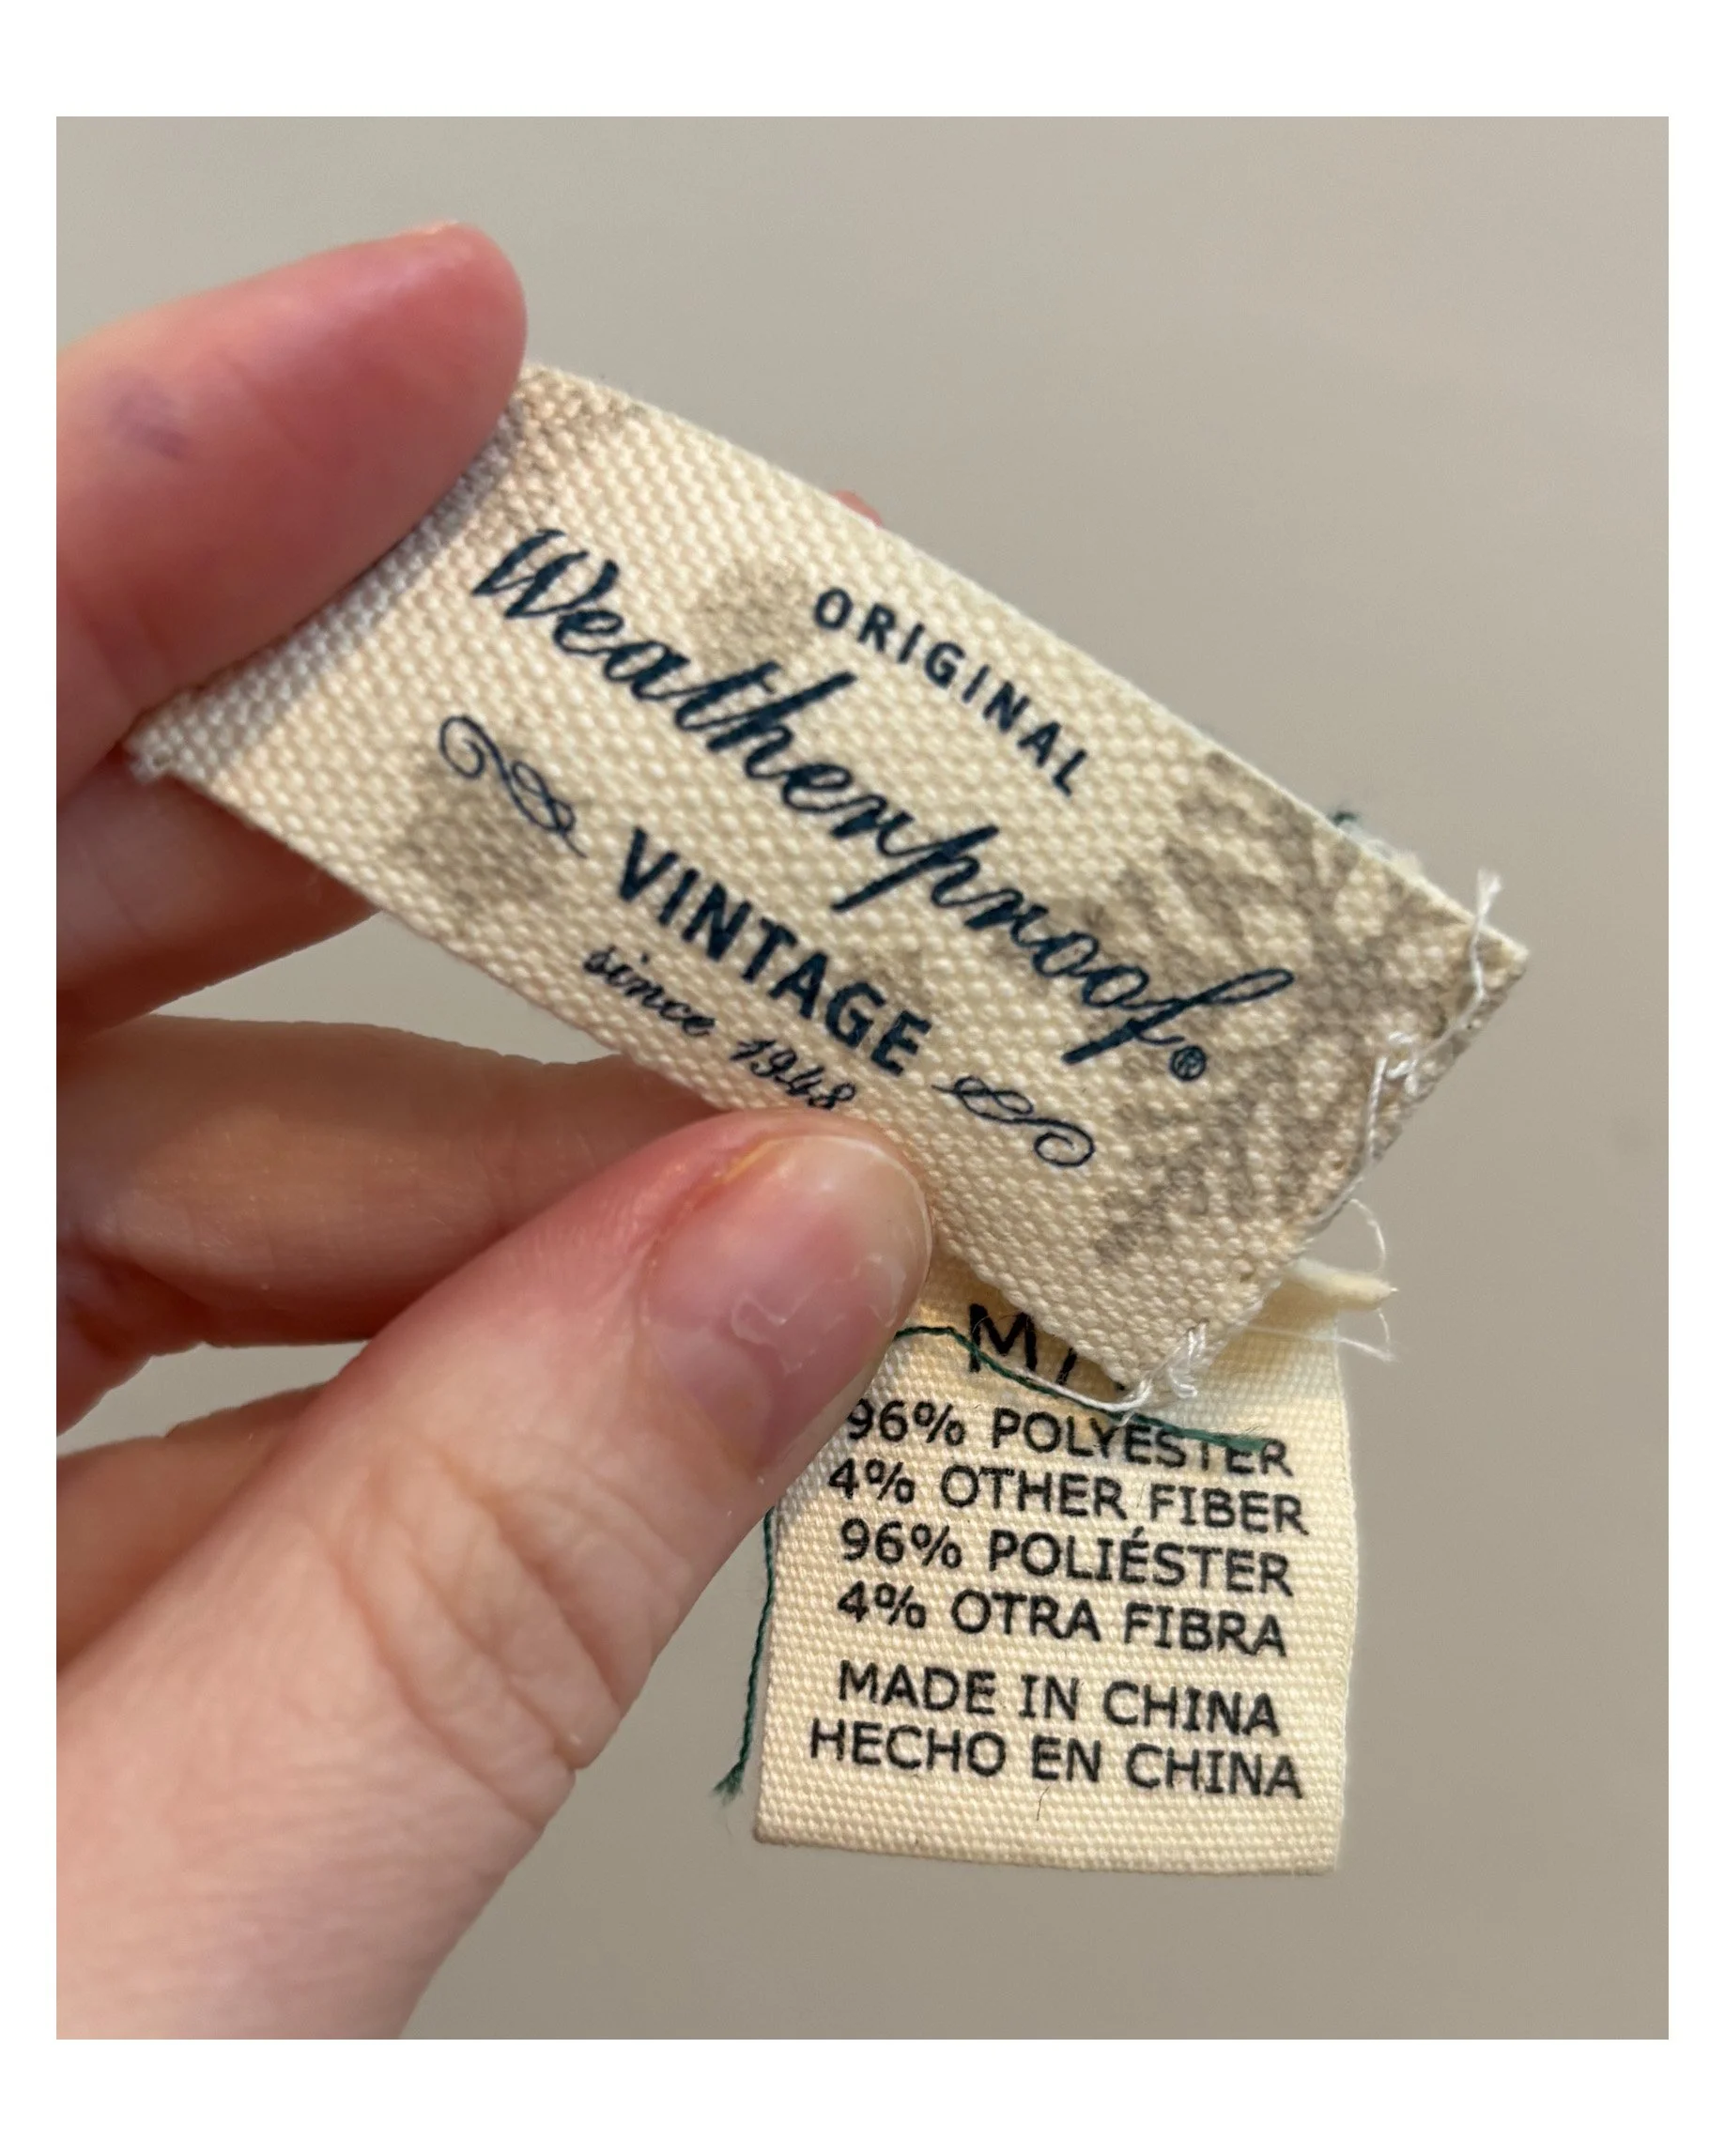 ORIGINAL
Weatherproof®
VINTAGE
since 1948
96% POLYESTER
4% OTHER FIBER
96% POLIÉSTER
4% OTRA FIBRA
MADE IN CHINA
HECHO EN CHINA